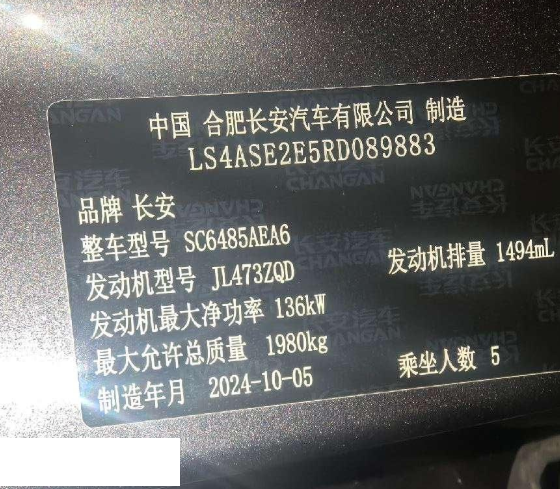 中国 合肥长安汽车有限公司 制造
LS4ASE2E5RD089883
品牌 长安
整车型号 SC6485AEA6
发动机型号 JL473ZQD 发动机排量 1494mL
发动机最大净功率 136kW
最大允许总质量 1980kg 乘坐人数 5
制造年月 2024-10-05